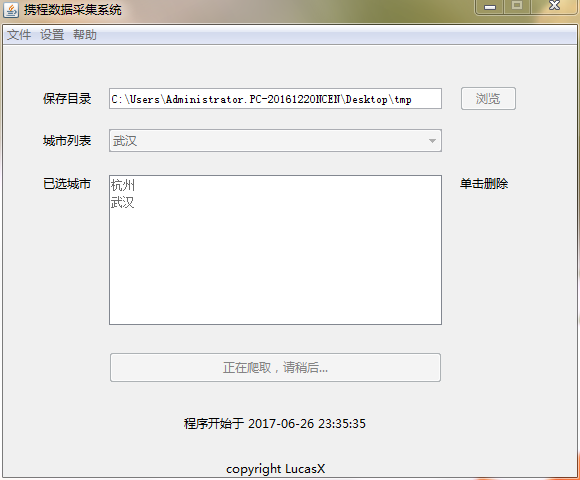 携程数据采集系统
文件 设置 帮助
保存目录 C:\Users\Administrator.PC-20161220NCEN\Desktop\tmp 浏览
城市列表 武汉
已选城市 杭州 单击删除
武汉
正在爬取，请稍后...
程序开始于 2017-06-26 23:35:35
copyright LucasX